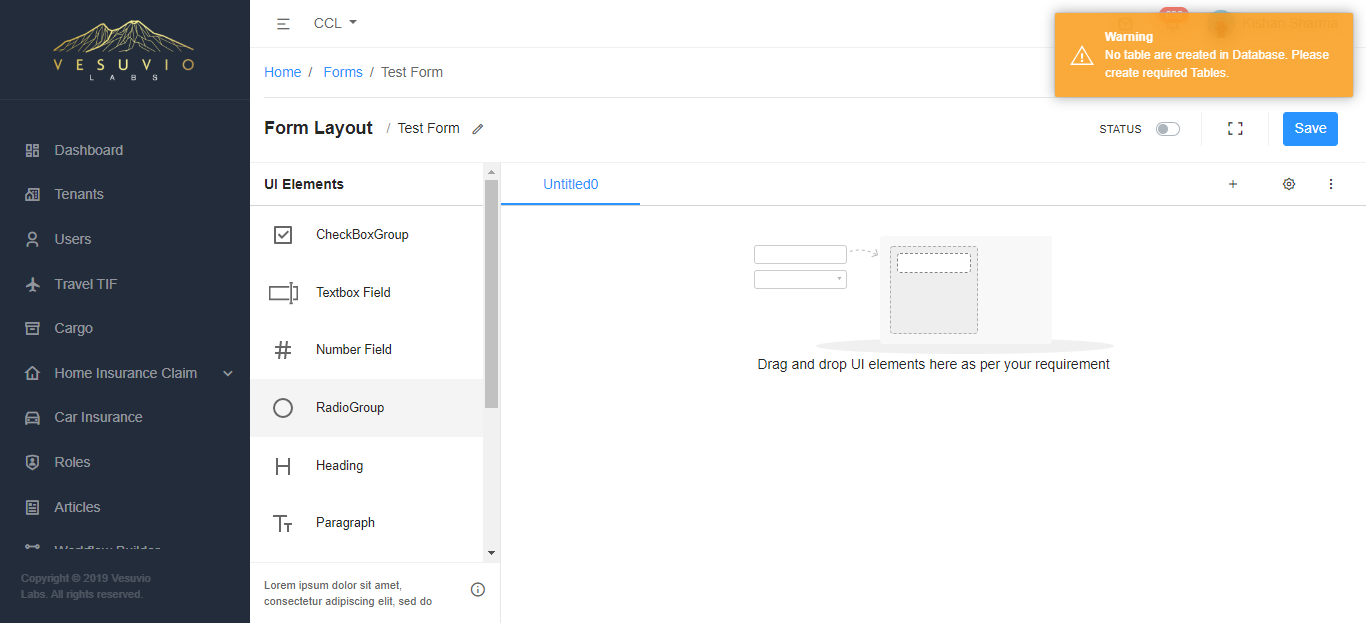 VESUVIO
LABS
Dashboard
Tenants
Users
Travel TIF
Cargo
Home Insurance Claim
Car Insurance
Roles
Articles
Workflow Builder
Copyright © 2019 Vesuvio
Labs. All rights reserved.
CCL
Home / Forms / Test Form
Warning
No table are created in Database. Please
create required Tables.
Form Layout / Test Form
STATUS
Save
UI Elements
CheckBoxGroup
Textbox Field
Number Field
RadioGroup
Heading
Paragraph
Lorem ipsum dolor sit amet,
consectetur adipiscing elit, sed do
Untitled0
Drag and drop UI elements here as per your requirement